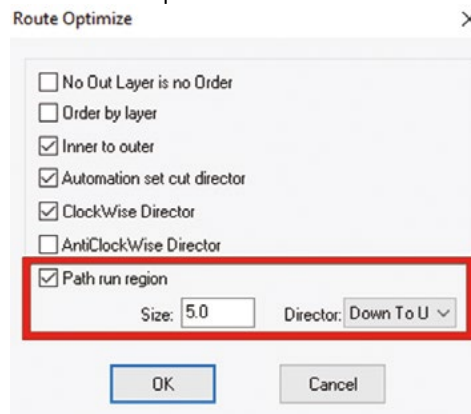 Route Optimize
No Out Layer is no Order
Order by layer
Inner to outer
Automation set cut director
ClockWise Director
AntiClockWise Director
Path run region
Size: 5.0 Director: Down To U
OK Cancel